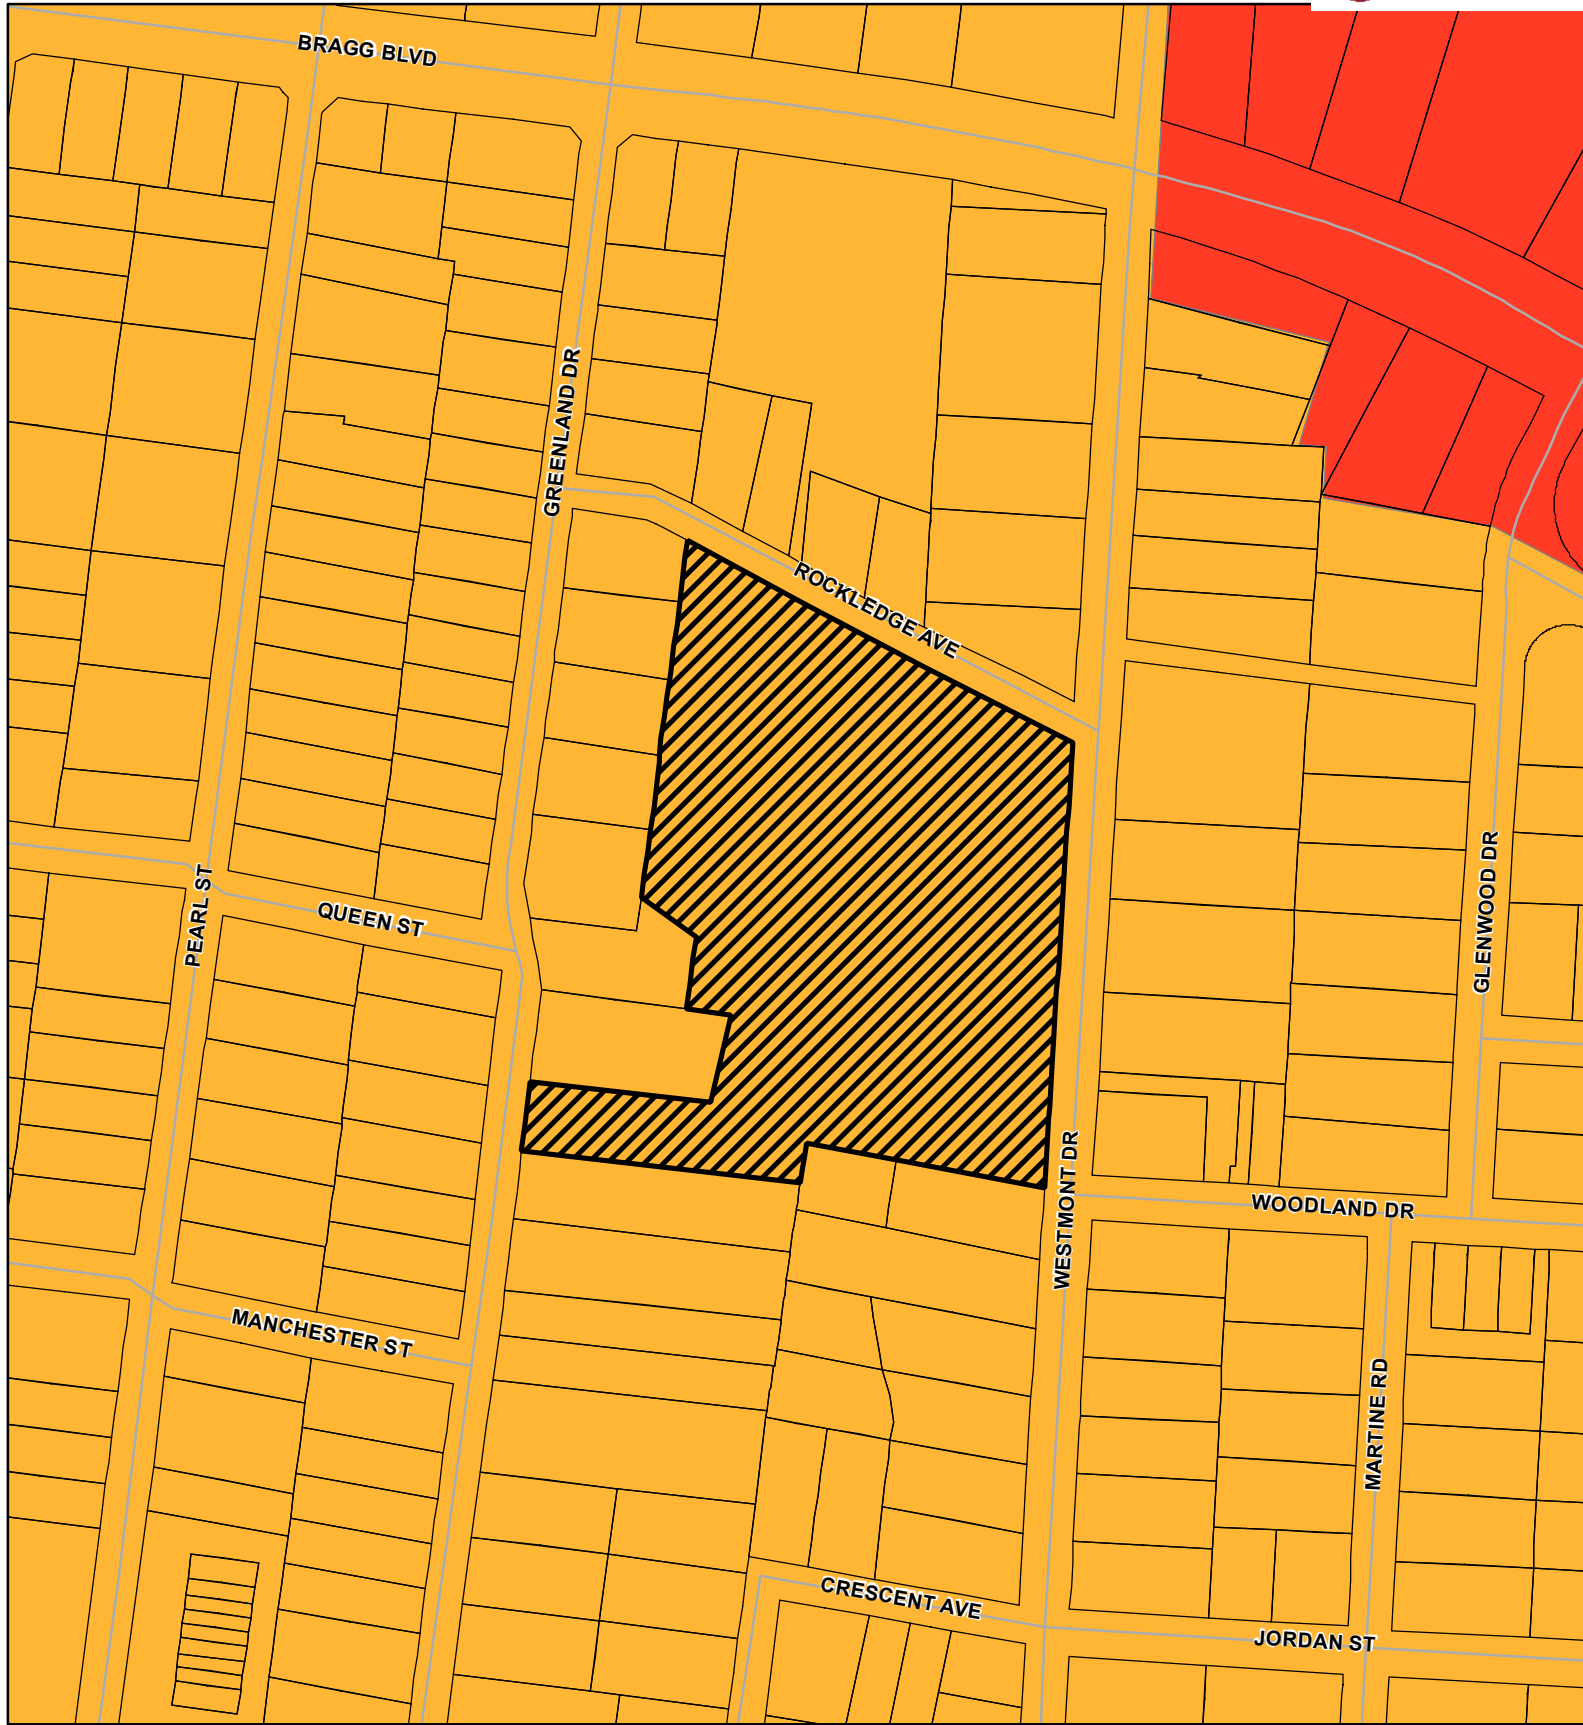 BRAGG BLVD
GREENLAND DR
ROCKLEDGE AVE
PEARL ST
QUEEN ST
GLENWOOD DR
WESTMONT DR
WOODLAND DR
MANCHESTER ST
MARTINE RD
CRESCENT AVE
JORDAN ST